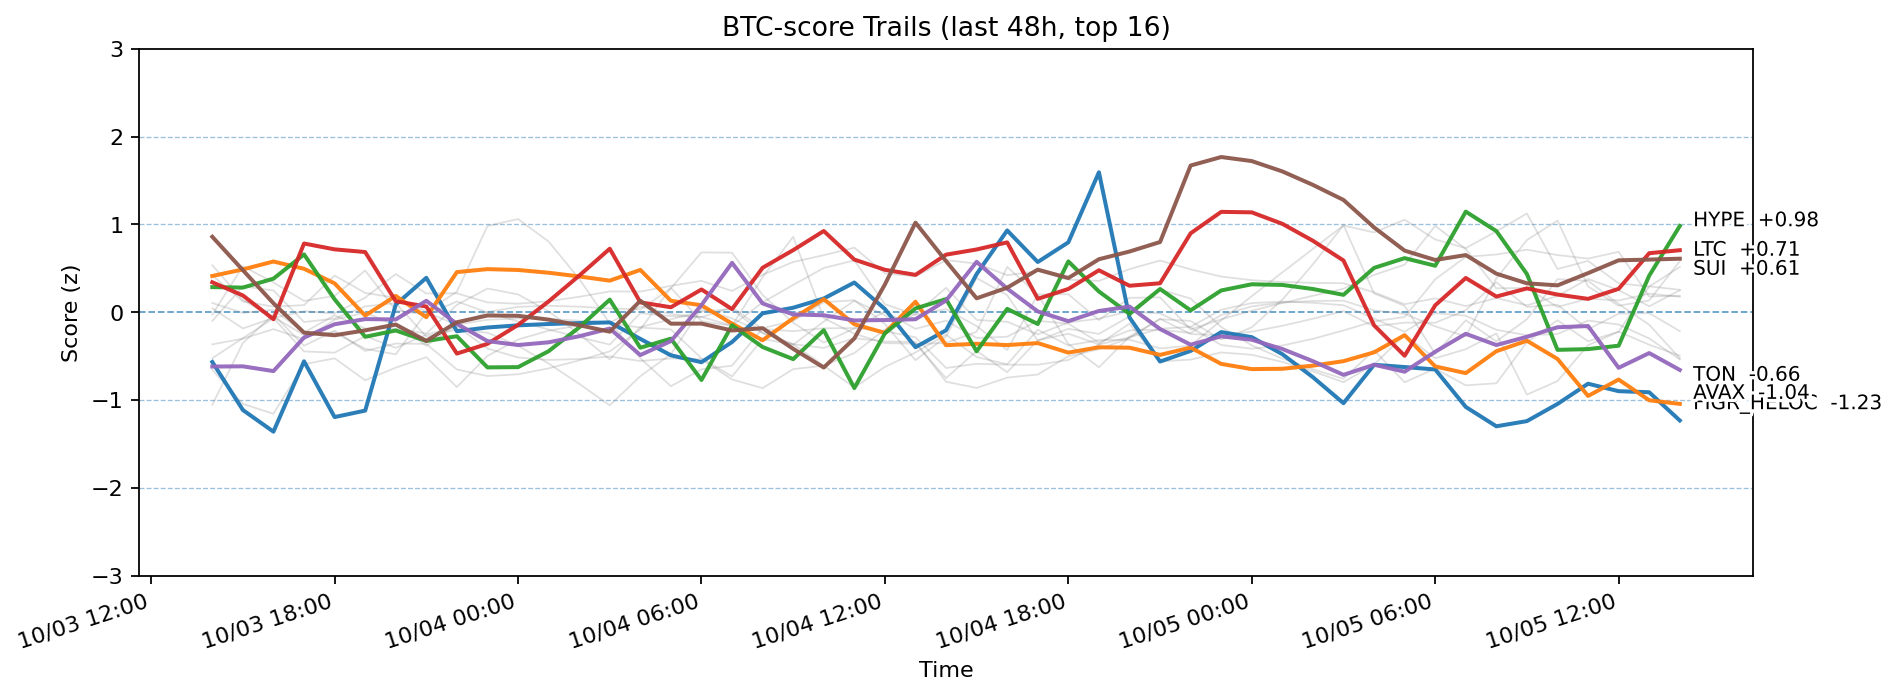 BTC-score Trails (last 48h, top 16)
Score (z)
3
2
1
0
−1
−2
−3
HYPE +0.98
LTC +0.71
SUI +0.61
TON -0.66
AVAX -1.04
FIGR_HELOC -1.23
10/03 12:00
10/03 18:00
10/04 00:00
10/04 06:00
10/04 12:00
10/04 18:00
10/05 00:00
10/05 06:00
10/05 12:00
Time